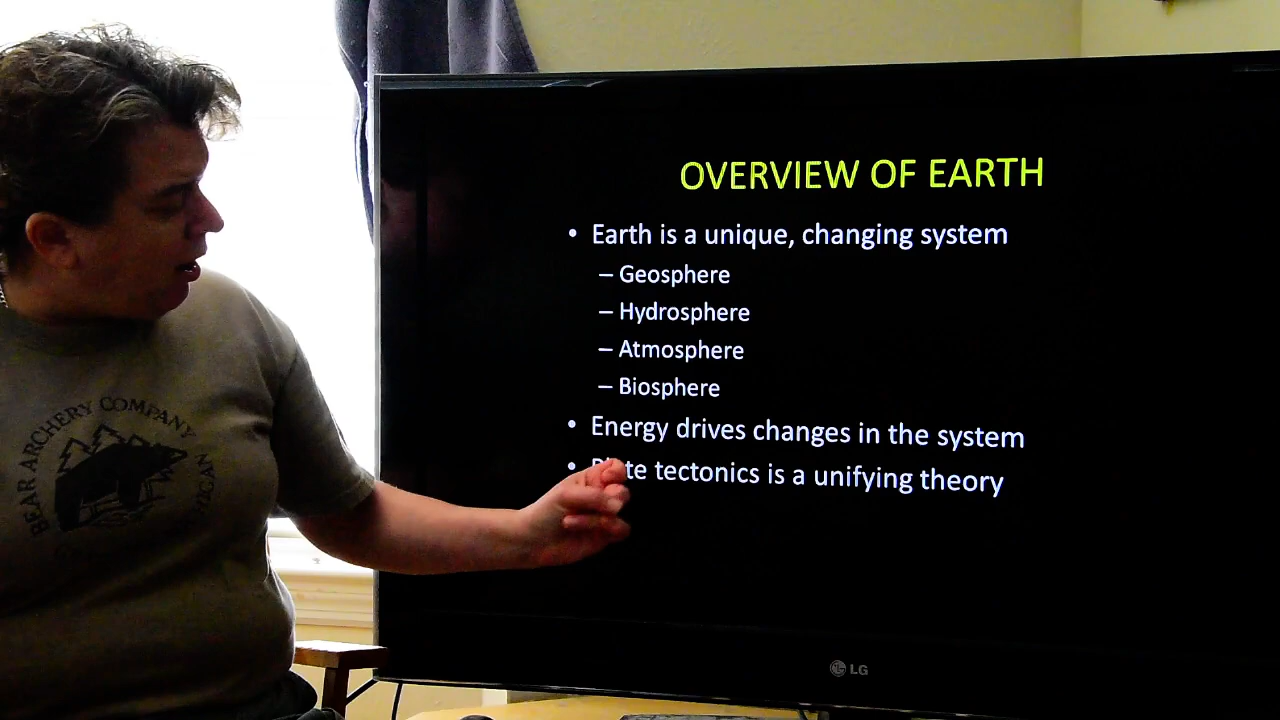 OVERVIEW OF EARTH
• Earth is a unique, changing system
– Geosphere
– Hydrosphere
– Atmosphere
– Biosphere
• Energy drives changes in the system
• Plate tectonics is a unifying theory
BEAR ARCHERY COMPANY
LG